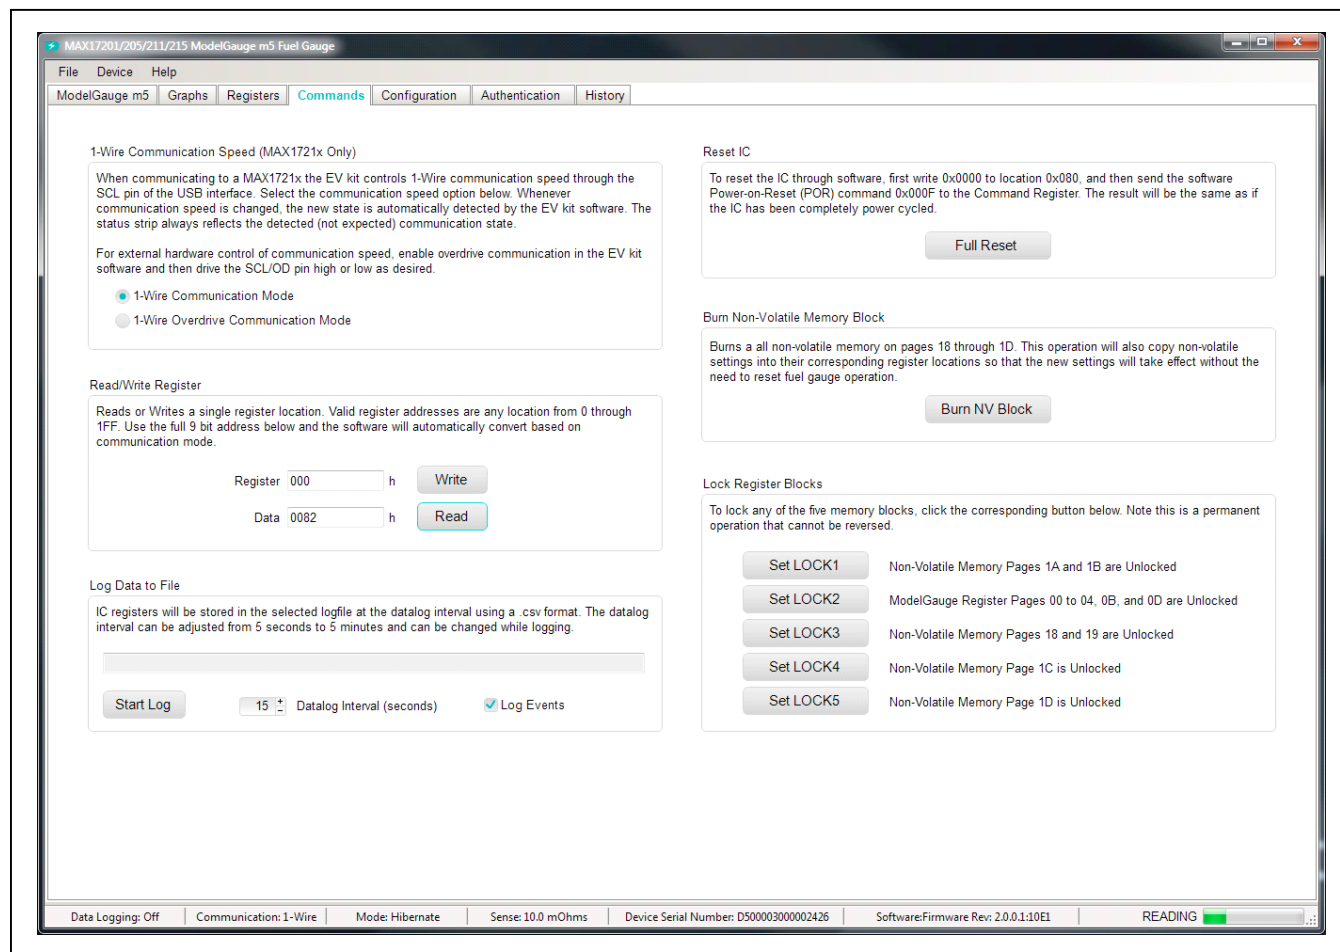 MAX17201/205/211/215 ModelGauge m5 Fuel Gauge
File Device Help
ModelGauge m5 Graphs Registers Commands Configuration Authentication History
1-Wire Communication Speed (MAX1721x Only)
When communicating to a MAX1721x the EV kit controls 1-Wire communication speed through the
SCL pin of the USB interface. Select the communication speed option below. Whenever
communication speed is changed, the new state is automatically detected by the EV kit software. The
status strip always reflects the detected (not expected) communication state.
For external hardware control of communication speed, enable overdrive communication in the EV kit
software and then drive the SCL/OD pin high or low as desired.
1-Wire Communication Mode
1-Wire Overdrive Communication Mode
Read/Write Register
Reads or Writes a single register location. Valid register addresses are any location from 0 through
1FF. Use the full 9 bit address below and the software will automatically convert based on
communication mode.
Register 000 h Write
Data 0082 h Read
Log Data to File
IC registers will be stored in the selected logfile at the datalog interval using a .csv format. The datalog
interval can be adjusted from 5 seconds to 5 minutes and can be changed while logging.
Start Log 15 Datalog Interval (seconds) Log Events
Reset IC
To reset the IC through software, first write 0x0000 to location 0x080, and then send the software
Power-on-Reset (POR) command 0x000F to the Command Register. The result will be the same as if
the IC has been completely power cycled.
Full Reset
Burn Non-Volatile Memory Block
Burns a all non-volatile memory on pages 18 through 1D. This operation will also copy non-volatile
settings into their corresponding register locations so that the new settings will take effect without the
need to reset fuel gauge operation.
Burn NV Block
Lock Register Blocks
To lock any of the five memory blocks, click the corresponding button below. Note this is a permanent
operation that cannot be reversed.
Set LOCK1 Non-Volatile Memory Pages 1A and 1B are Unlocked
Set LOCK2 ModelGauge Register Pages 00 to 04, 0B, and 0D are Unlocked
Set LOCK3 Non-Volatile Memory Pages 18 and 19 are Unlocked
Set LOCK4 Non-Volatile Memory Page 1C is Unlocked
Set LOCK5 Non-Volatile Memory Page 1D is Unlocked
Data Logging: Off Communication: 1-Wire Mode: Hibernate Sense: 10.0 mOhms Device Serial Number: D500003000002426 Software:Firmware Rev: 2.0.0.1:10E1 READING